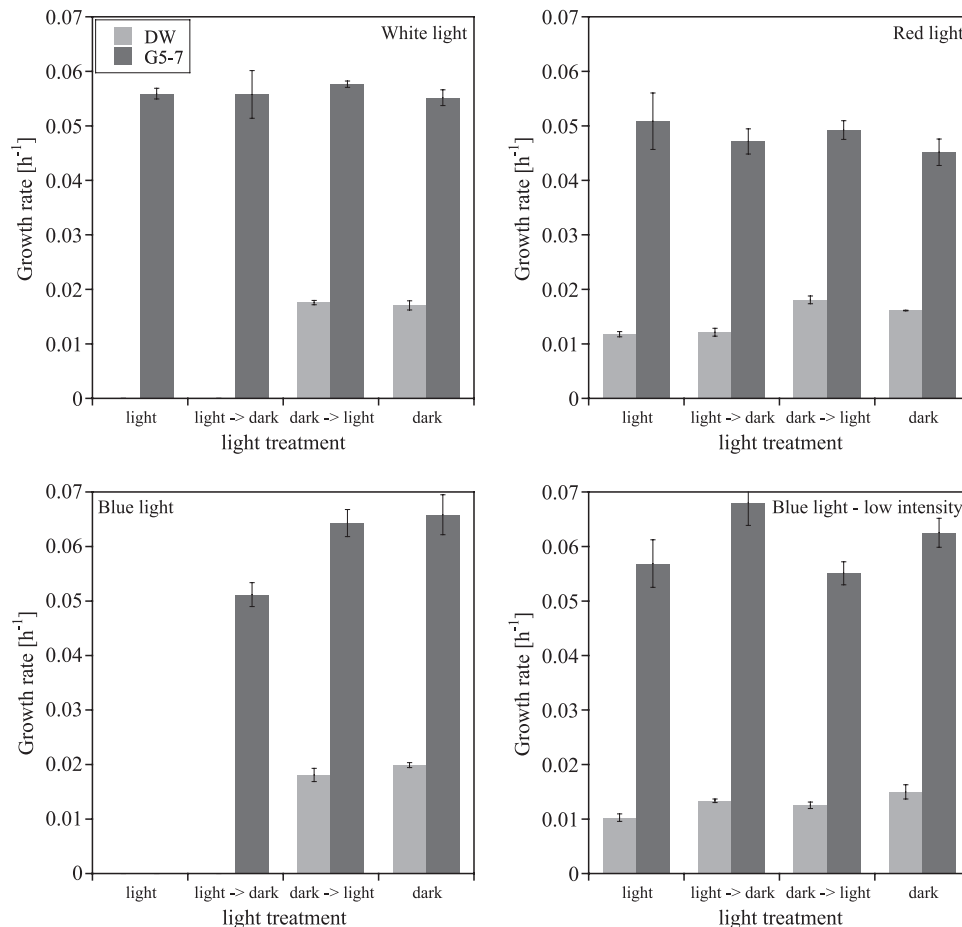 White light
DW
G5-7
Growth rate [h⁻¹]
0.07
0.06
0.05
0.04
0.03
0.02
0.01
0
light
light -> dark
dark -> light
dark
light treatment
Red light
Growth rate [h⁻¹]
0.07
0.06
0.05
0.04
0.03
0.02
0.01
0
light
light -> dark
dark -> light
dark
light treatment
Blue light
Growth rate [h⁻¹]
0.07
0.06
0.05
0.04
0.03
0.02
0.01
0
light
light -> dark
dark -> light
dark
light treatment
Blue light - low intensity
Growth rate [h⁻¹]
0.07
0.06
0.05
0.04
0.03
0.02
0.01
0
light
light -> dark
dark -> light
dark
light treatment